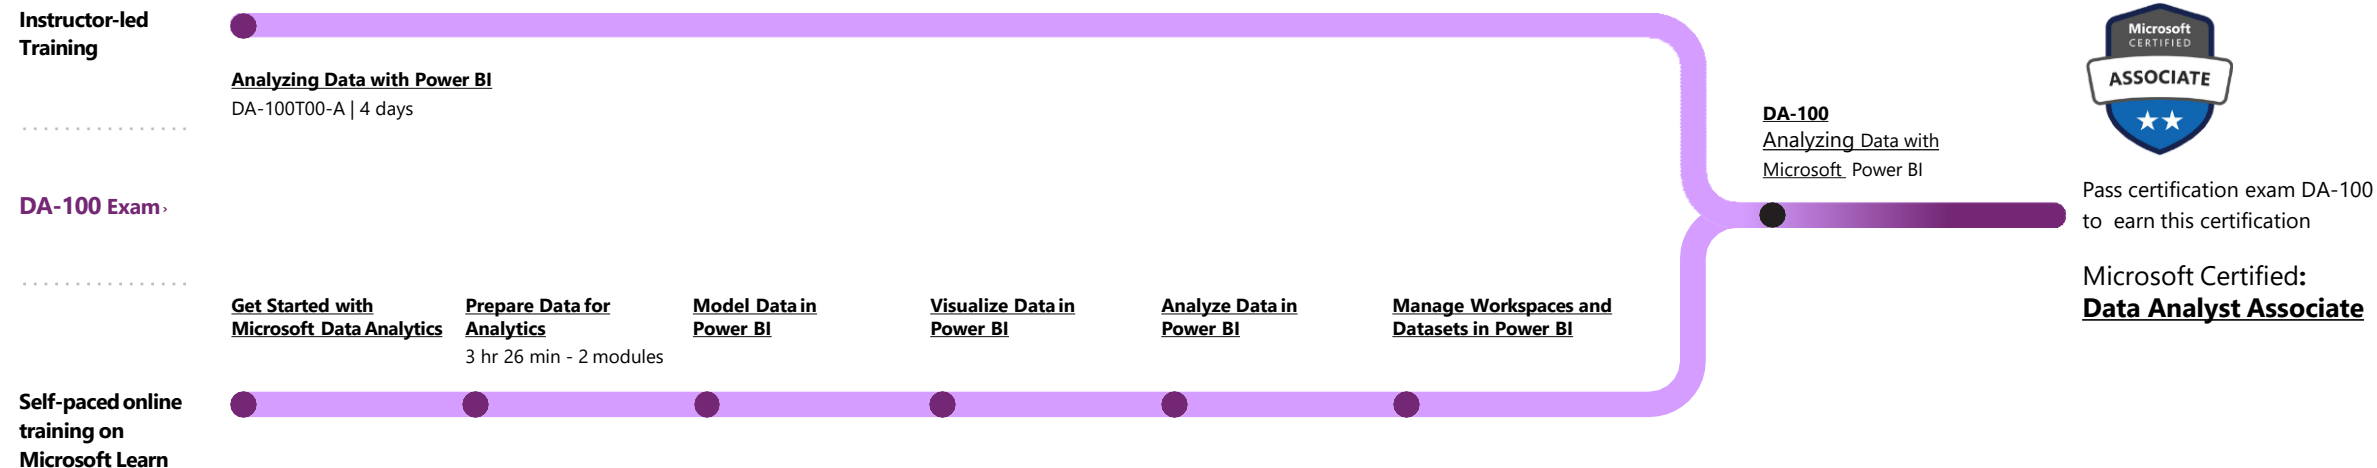 Instructor-led
Training
Analyzing Data with Power BI
DA-100T00-A | 4 days
DA-100 Exam ›
DA-100
Analyzing Data with
Microsoft Power BI
Microsoft
CERTIFIED
ASSOCIATE
Pass certification exam DA-100
to earn this certification
Microsoft Certified:
Data Analyst Associate
Get Started with
Microsoft Data Analytics
Prepare Data for
Analytics
3 hr 26 min - 2 modules
Model Data in
Power BI
Visualize Data in
Power BI
Analyze Data in
Power BI
Manage Workspaces and
Datasets in Power BI
Self-paced online
training on
Microsoft Learn